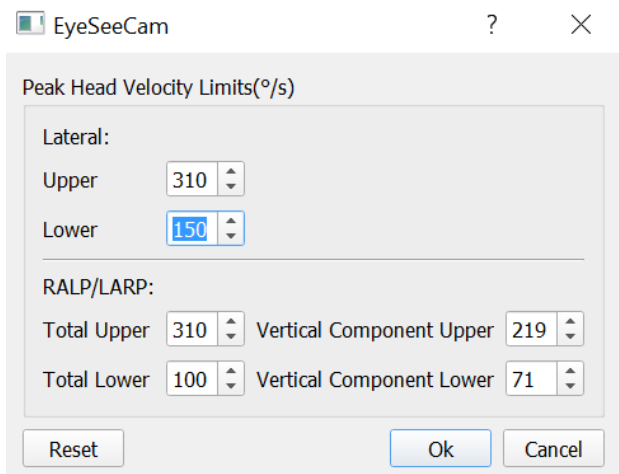 EyeSeeCam ?
Peak Head Velocity Limits(°/s)
Lateral:
Upper 310
Lower 150
RALP/LARP:
Total Upper 310 Vertical Component Upper 219
Total Lower 100 Vertical Component Lower 71
Reset Ok Cancel